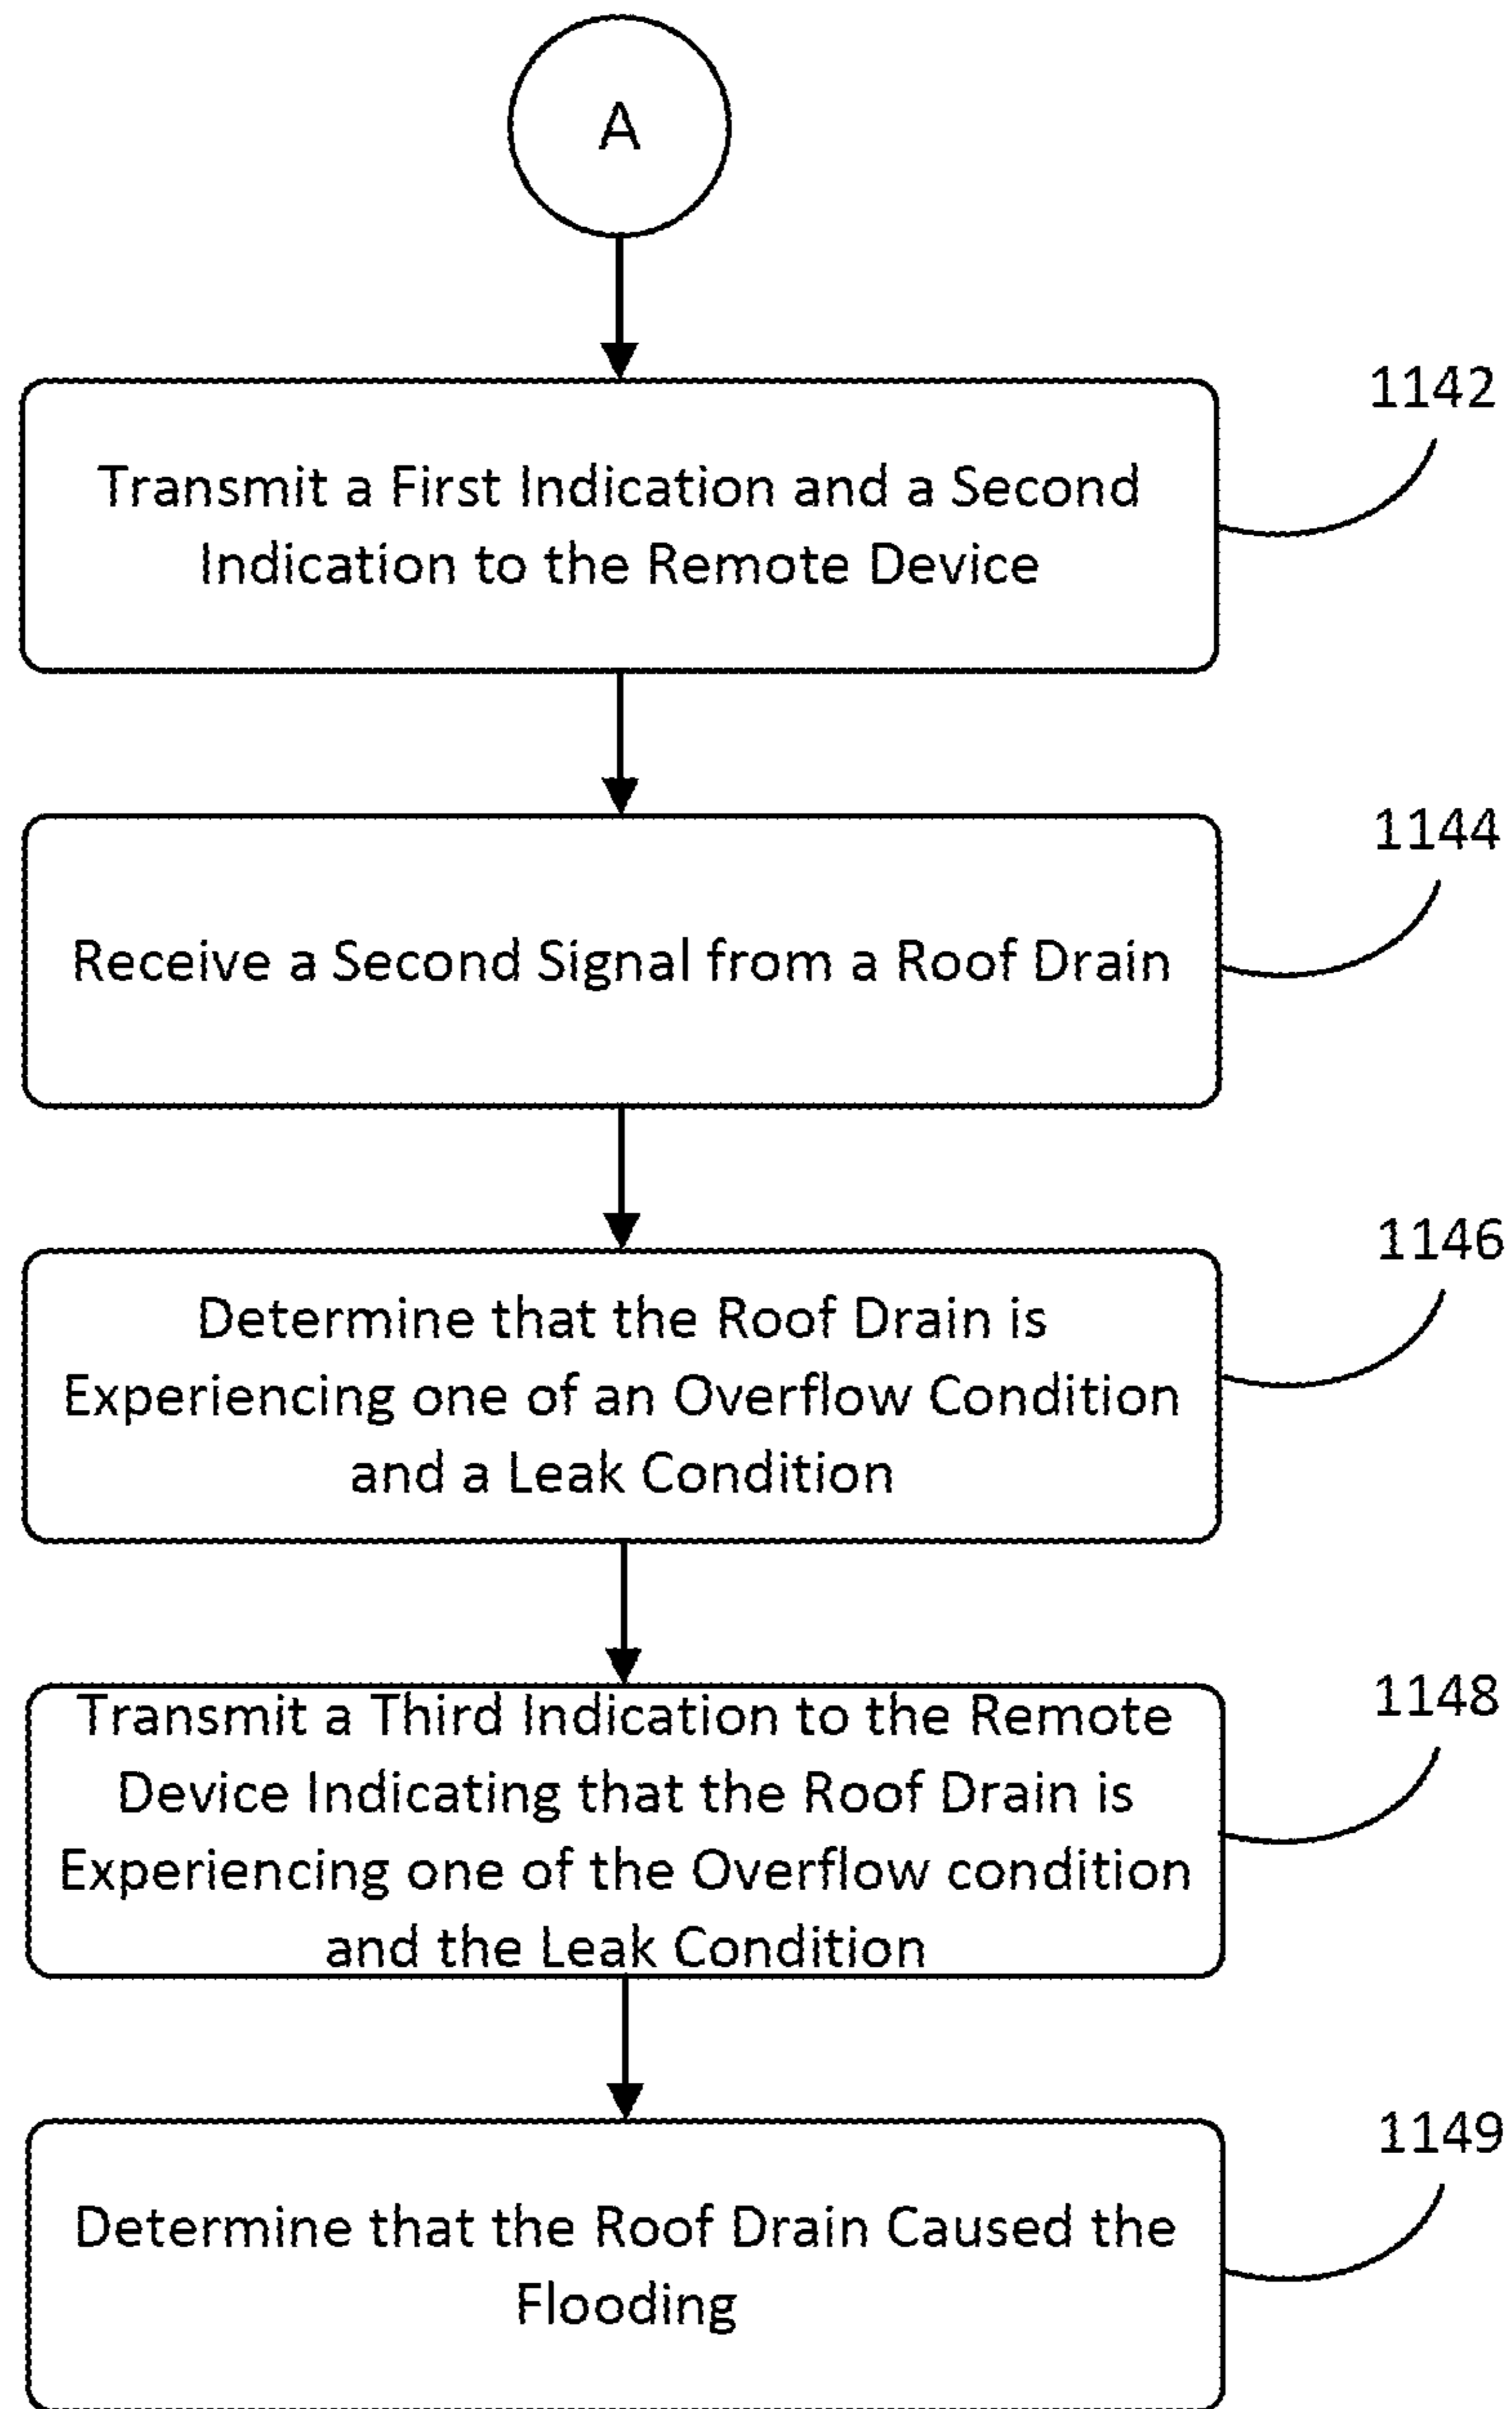 A
1142
Transmit a First Indication and a Second
Indication to the Remote Device
1144
Receive a Second Signal from a Roof Drain
1146
Determine that the Roof Drain is
Experiencing one of an Overflow Condition
and a Leak Condition
1148
Transmit a Third Indication to the Remote
Device Indicating that the Roof Drain is
Experiencing one of the Overflow condition
and the Leak Condition
1149
Determine that the Roof Drain Caused the
Flooding